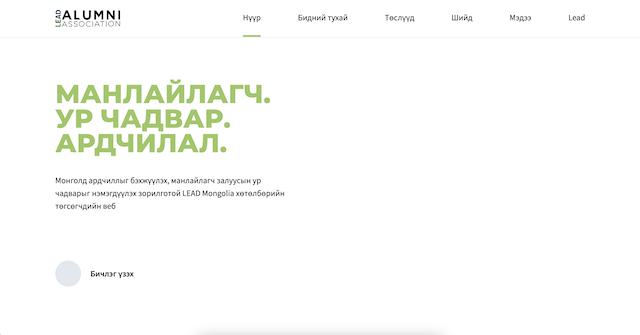 LEAD ALUMNI
ASSOCIATION
Нүүр Бидний тухай Төслүүд Шийд Мэдээ Lead
МАНЛАЙЛАГЧ.
УР ЧАДВАР.
АРДЧИЛАЛ.
Монголд ардчиллыг бэхжүүлэх, манлайлагч залуусын ур
чадварыг нэмэгдүүлэх зорилготой LEAD Mongolia хөтөлбөрийн
төгсөгчдийн веб
Бичлэг үзэх